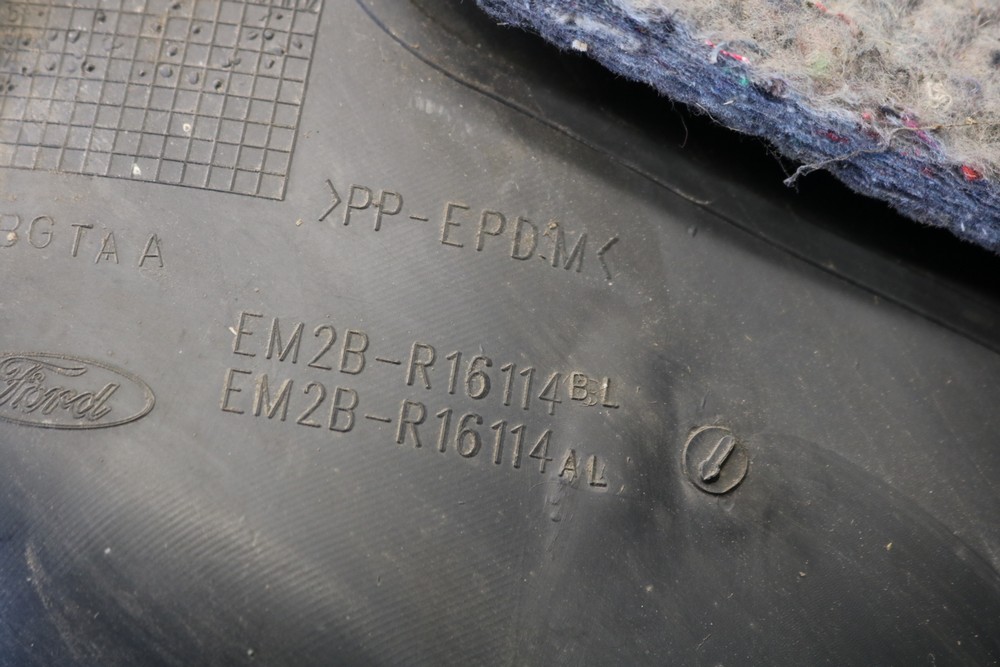 >PP-EPDM<
BGTAA
EM2B-R16114BL
Ford
EM2B-R16114AL